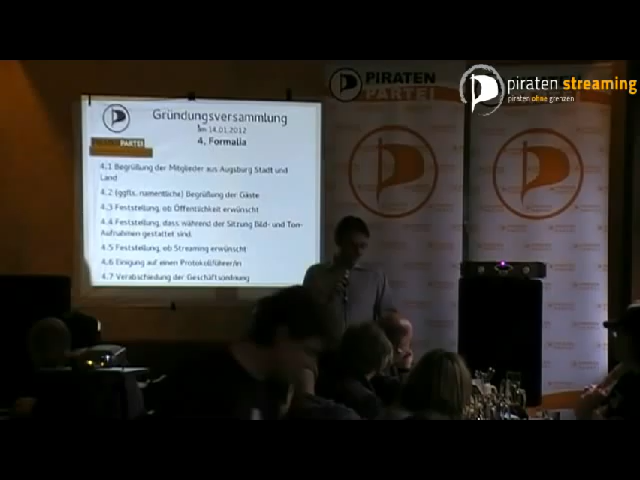 PIRATEN
PARTEI
piraten streaming
piraten ohne grenzen
Gründungsversammlung
am 14.01.2012
PIRATENPARTEI
4. Formalia
4.1 Begrüßung der Mitglieder aus Augsburg Stadt und
Land
4.2 (ggfls. namentliche) Begrüßung der Gäste
4.3 Feststellung, ob Öffentlichkeit erwünscht
4.4 Feststellung, dass während der Sitzung Bild- und Ton-
Aufnahmen gestattet sind.
4.5 Feststellung, ob Streaming erwünscht
4.6 Einigung auf einen Protokollführer/in
4.7 Verabschiedung der Geschäftsordnung